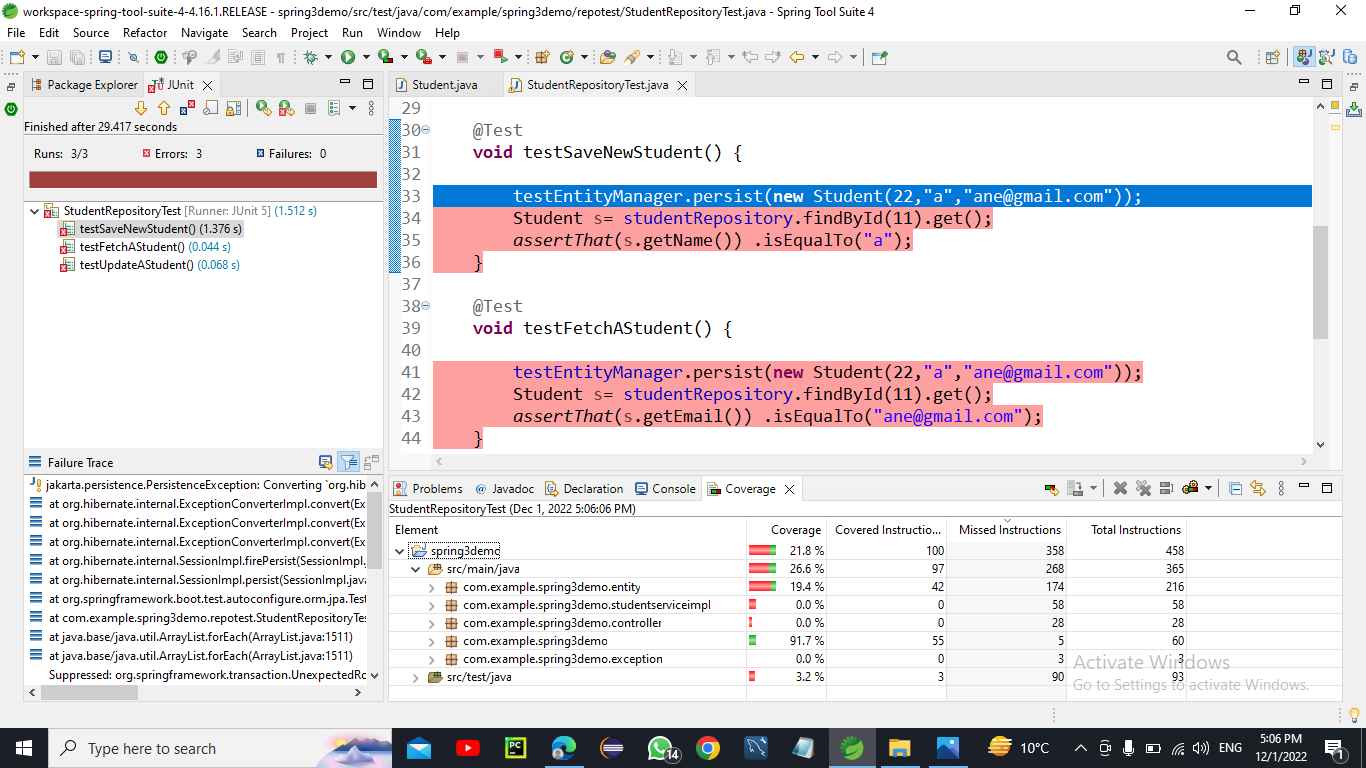 workspace-spring-tool-suite-4-4.16.1.RELEASE - spring3demo/src/test/java/com/example/spring3demo/repotest/StudentRepositoryTest.java - Spring Tool Suite 4
File Edit Source Refactor Navigate Search Project Run Window Help
Package Explorer JUnit
Finished after 29.417 seconds
Runs: 3/3 Errors: 3 Failures: 0
StudentRepositoryTest [Runner: JUnit 5] (1.512 s)
testSaveNewStudent() (1.376 s)
testFetchAStudent() (0.044 s)
testUpdateAStudent() (0.068 s)
Failure Trace
jakarta.persistence.PersistenceException: Converting `org.hib
at org.hibernate.internal.ExceptionConverterImpl.convert(Ex
at org.hibernate.internal.ExceptionConverterImpl.convert(Ex
at org.hibernate.internal.ExceptionConverterImpl.convert(Ex
at org.hibernate.internal.SessionImpl.firePersist(SessionImpl.
at org.hibernate.internal.SessionImpl.persist(SessionImpl.java
at org.springframework.boot.test.autoconfigure.orm.jpa.Test
at com.example.spring3demo.repotest.StudentRepositoryTe
at java.base/java.util.ArrayList.forEach(ArrayList.java:1511)
at java.base/java.util.ArrayList.forEach(ArrayList.java:1511)
Suppressed: org.springframework.transaction.UnexpectedRo
Student.java StudentRepositoryTest.java
29
30 @Test
31 void testSaveNewStudent() {
32
33 testEntityManager.persist(new Student(22,"a","ane@gmail.com"));
34 Student s= studentRepository.findById(11).get();
35 assertThat(s.getName()) .isEqualTo("a");
36 }
37
38 @Test
39 void testFetchAStudent() {
40
41 testEntityManager.persist(new Student(22,"a","ane@gmail.com"));
42 Student s= studentRepository.findById(11).get();
43 assertThat(s.getEmail()) .isEqualTo("ane@gmail.com");
44 }
Problems @ Javadoc Declaration Console Coverage
StudentRepositoryTest (Dec 1, 2022 5:06:06 PM)
Element Coverage Covered Instructio... Missed Instructions Total Instructions
spring3demo 21.8 % 100 358 458
src/main/java 26.6 % 97 268 365
com.example.spring3demo.entity 19.4 % 42 174 216
com.example.spring3demo.studentserviceimpl 0.0 % 0 58 58
com.example.spring3demo.controller 0.0 % 0 28 28
com.example.spring3demo 91.7 % 55 5 60
com.example.spring3demo.exception 0.0 % 0 3 3
src/test/java 3.2 % 3 90 93
Activate Windows
Go to Settings to activate Windows.
Type here to search
PC
14
10°C
ENG
5:06 PM
12/1/2022
1